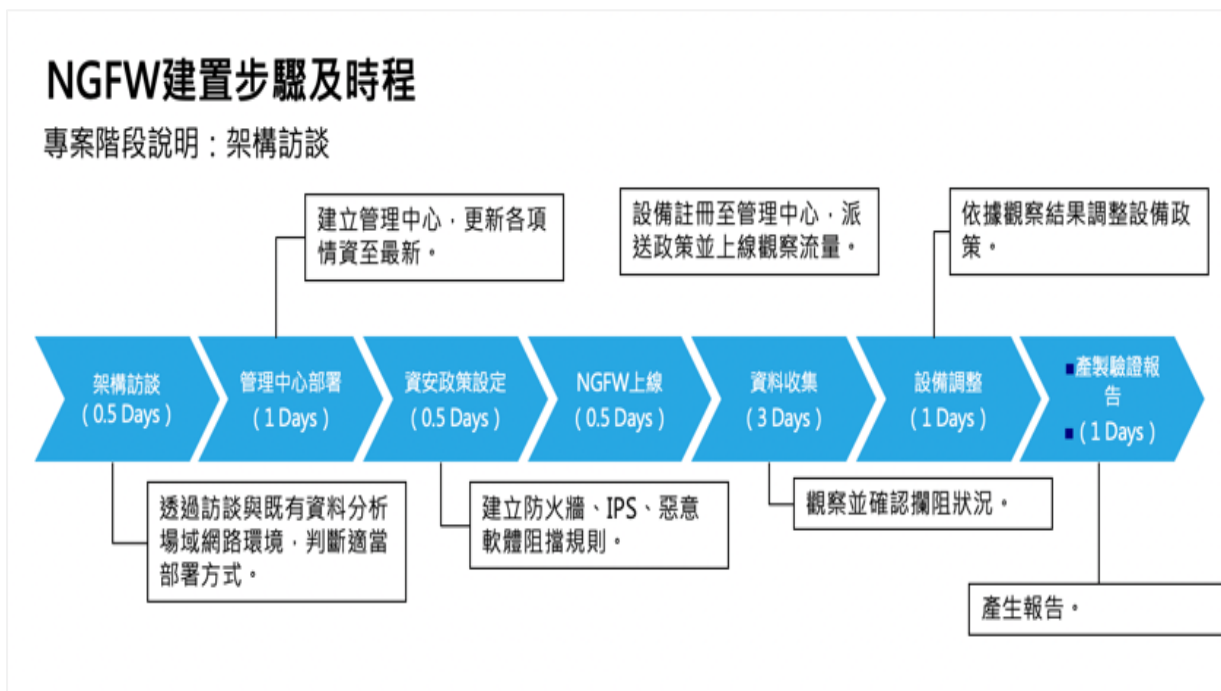 NGFW建置步驟及時程
專案階段說明：架構訪談
建立管理中心，更新各項
情資至最新。
設備註冊至管理中心，派
送政策並上線觀察流量。
依據觀察結果調整設備政
策。
架構訪談
( 0.5 Days )
管理中心部署
( 1 Days )
資安政策設定
( 0.5 Days )
NGFW上線
( 0.5 Days )
資料收集
( 3 Days )
設備調整
( 1 Days )
■產製驗證報
告
■ ( 1 Days )
透過訪談與既有資料分析
場域網路環境，判斷適當
部署方式。
建立防火牆、IPS、惡意
軟體阻擋規則。
觀察並確認攔阻狀況。
產生報告。